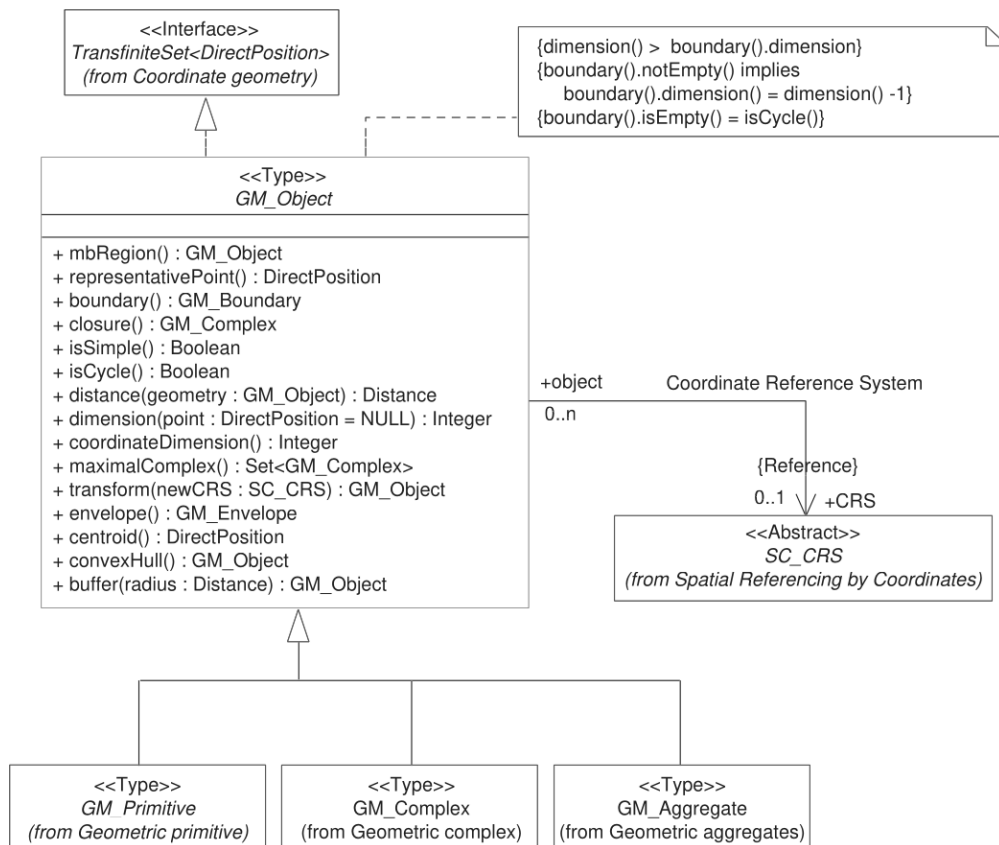 <<Interface>>
TransfiniteSet<DirectPosition>
(from Coordinate geometry)
{dimension() > boundary().dimension}
{boundary().notEmpty() implies
boundary().dimension() = dimension() -1}
{boundary().isEmpty() = isCycle()}
<<Type>>
GM_Object
+ mbRegion() : GM_Object
+ representativePoint() : DirectPosition
+ boundary() : GM_Boundary
+ closure() : GM_Complex
+ isSimple() : Boolean
+ isCycle() : Boolean
+ distance(geometry : GM_Object) : Distance
+ dimension(point : DirectPosition = NULL) : Integer
+ coordinateDimension() : Integer
+ maximalComplex() : Set<GM_Complex>
+ transform(newCRS : SC_CRS) : GM_Object
+ envelope() : GM_Envelope
+ centroid() : DirectPosition
+ convexHull() : GM_Object
+ buffer(radius : Distance) : GM_Object
+object
0..n
Coordinate Reference System
{Reference}
0..1
+CRS
<<Abstract>>
SC_CRS
(from Spatial Referencing by Coordinates)
<<Type>>
GM_Primitive
(from Geometric primitive)
<<Type>>
GM_Complex
(from Geometric complex)
<<Type>>
GM_Aggregate
(from Geometric aggregates)